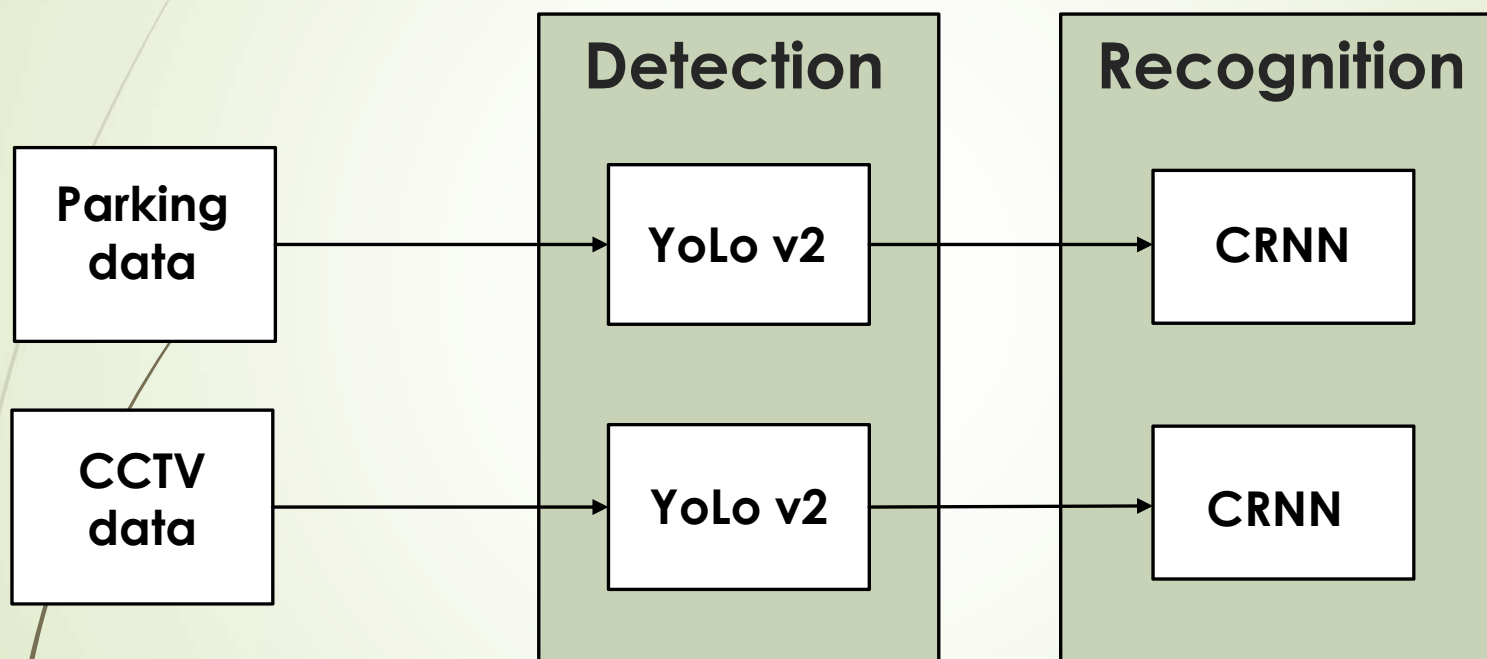 Detection
Recognition
Parking
data
YoLo v2
CRNN
CCTV
data
YoLo v2
CRNN